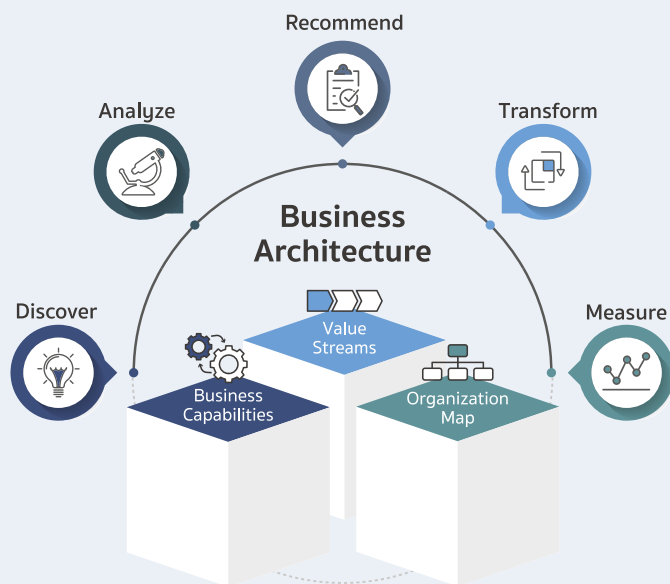 Recommend
Analyze
Transform
Business
Architecture
Discover
Measure
Value
Streams
Business
Capabilities
Organization
Map